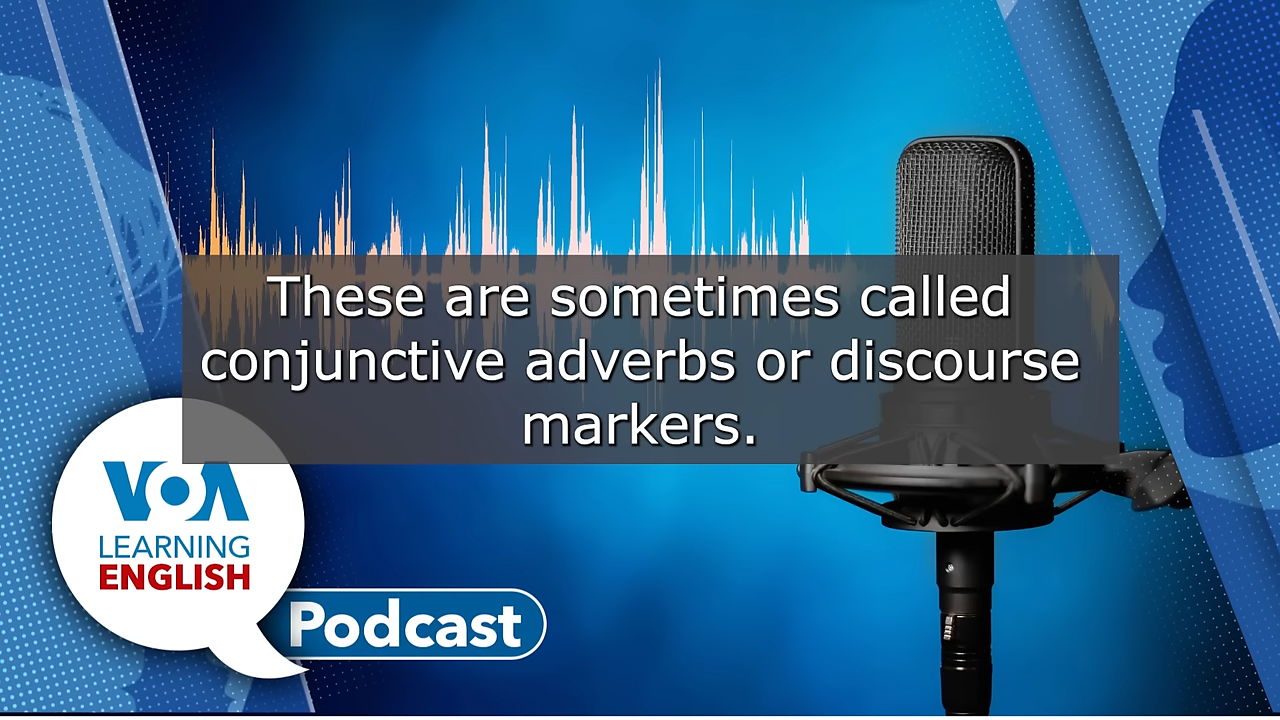 These are sometimes called
conjunctive adverbs or discourse
markers.
VOA
LEARNING
ENGLISH
Podcast